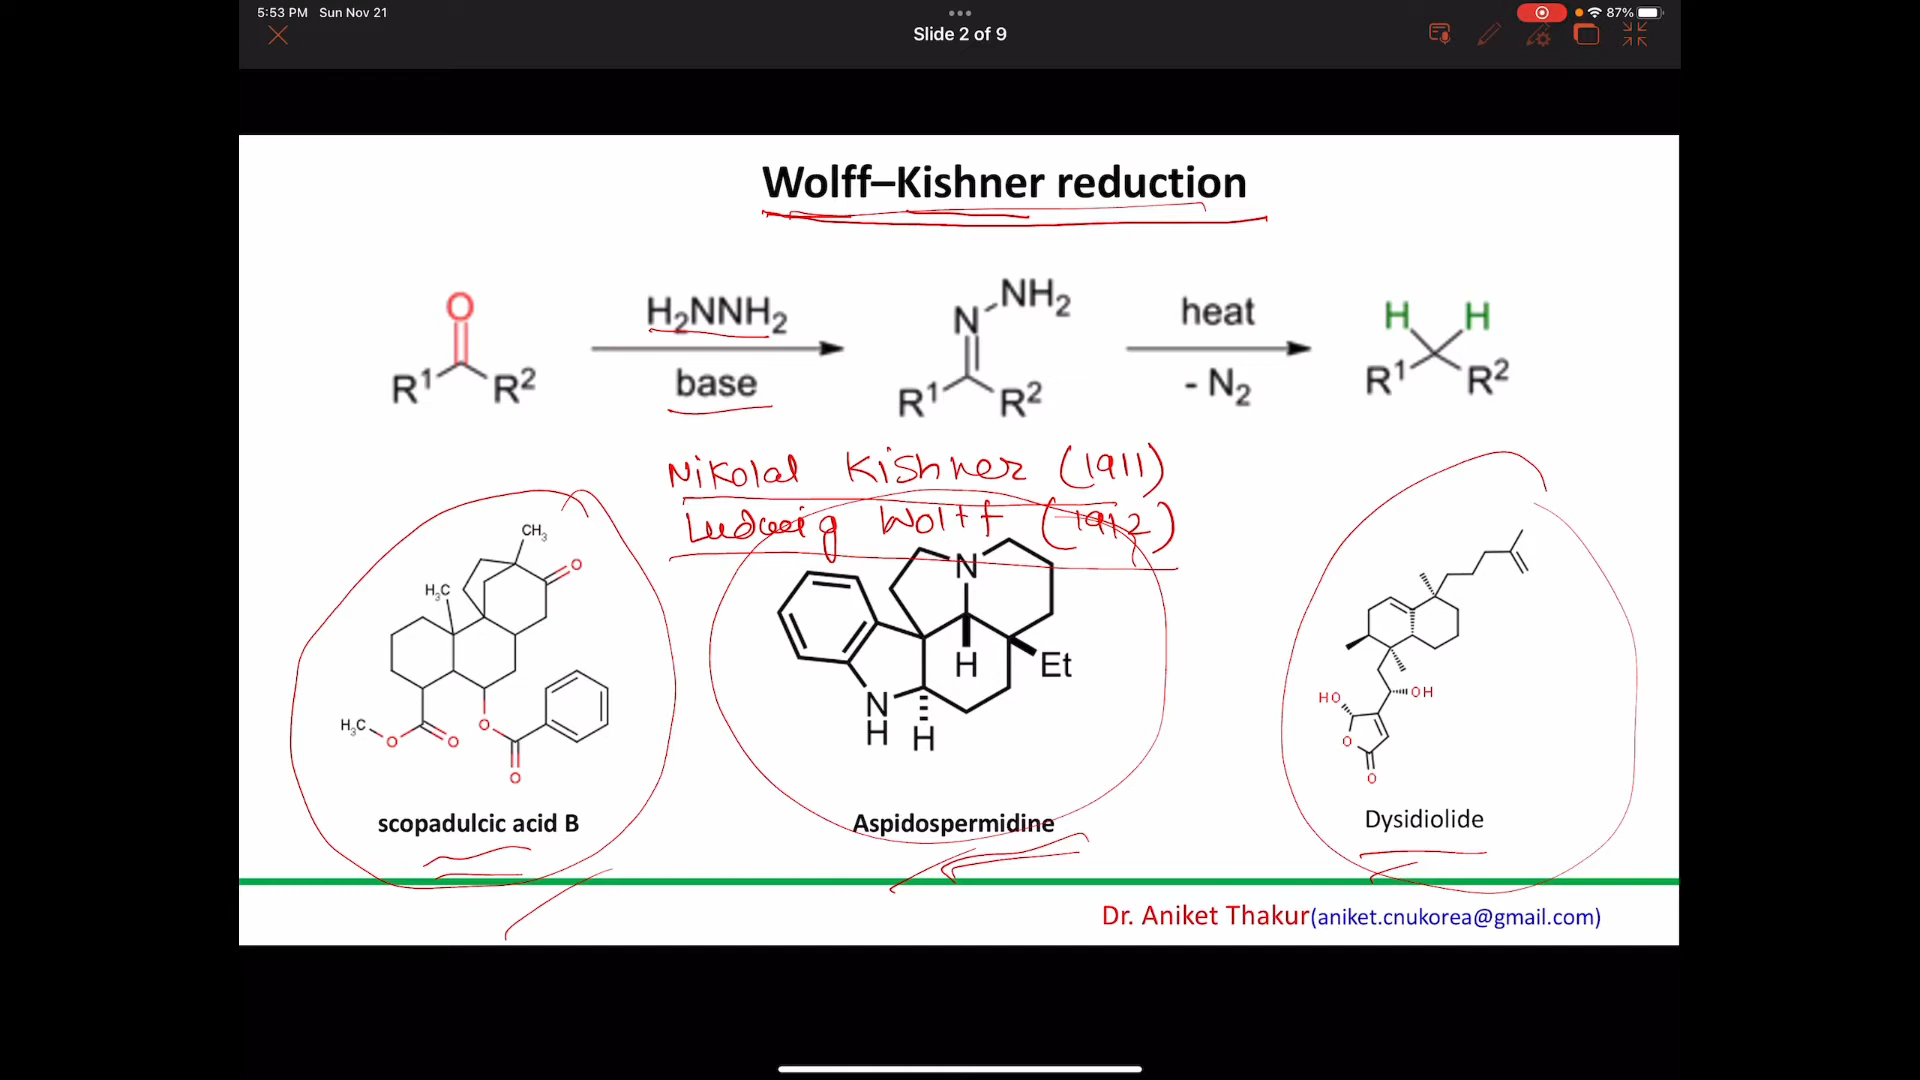 5:53 PM Sun Nov 21
87%
Slide 2 of 9
Wolff–Kishner reduction
O
R1 R2
H2NNH2
base
N NH2
R1 R2
heat
- N2
H H
R1 R2
Nikolai Kishner (1911)
Ludwig Wolff (1912)
CH3
O
H3C
H3C
O
O
O
O
scopadulcic acid B
N
H
Et
N
H
H
Aspidospermidine
HO
OH
O
O
Dysidiolide
Dr. Aniket Thakur(aniket.cnukorea@gmail.com)